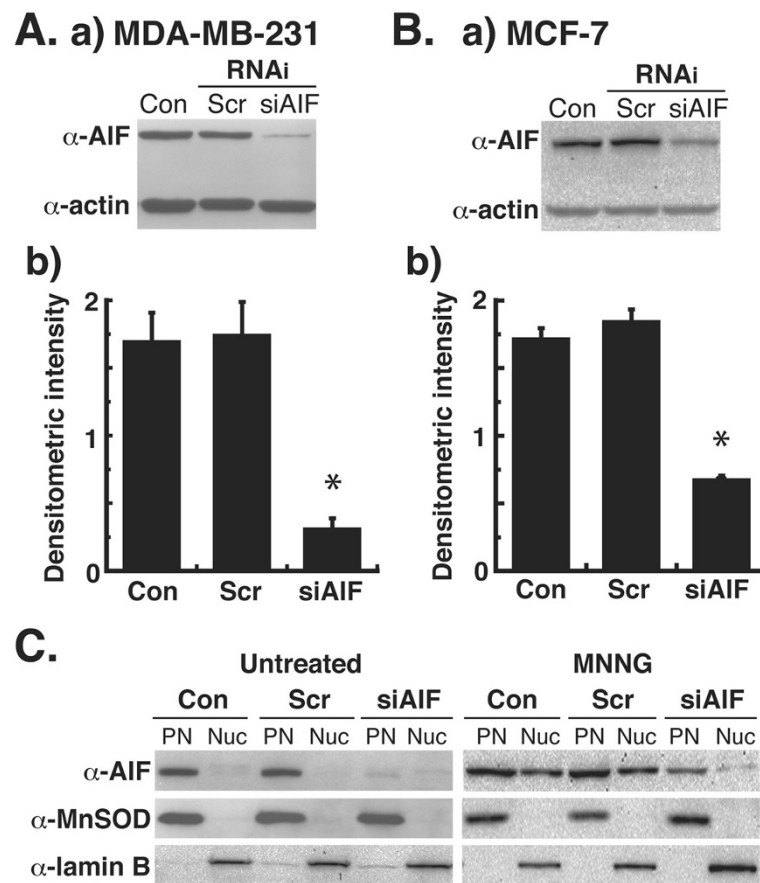 A. a) MDA-MB-231
RNAi
Con Scr siAIF
α-AIF
α-actin
b)
Densitometric intensity
2
1
0
*
Con Scr siAIF
B. a) MCF-7
RNAi
Con Scr siAIF
α-AIF
α-actin
b)
Densitometric intensity
2
1
0
*
Con Scr siAIF
C.
Untreated MNNG
Con Scr siAIF Con Scr siAIF
PN Nuc PN Nuc PN Nuc PN Nuc PN Nuc PN Nuc
α-AIF
α-MnSOD
α-lamin B